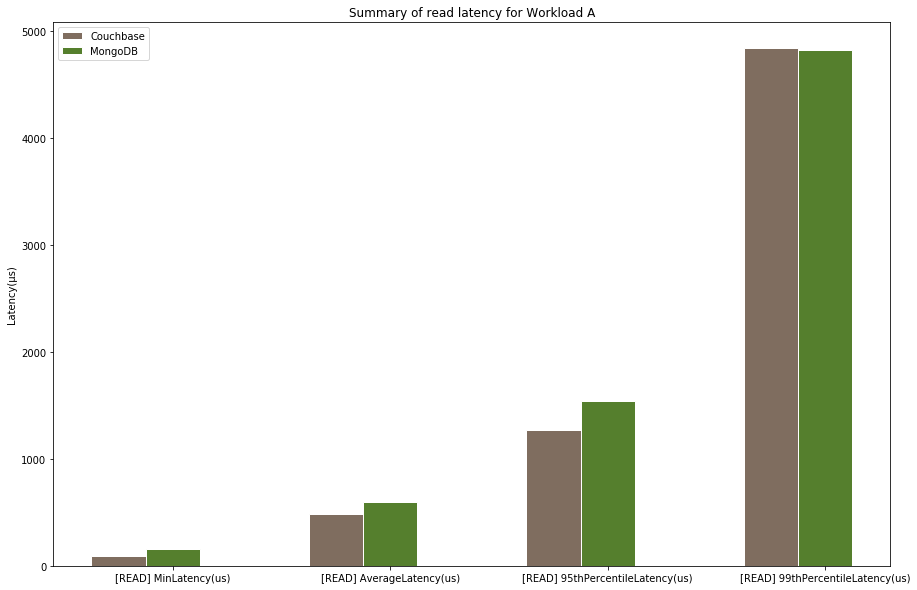 Summary of read latency for Workload A
Couchbase
MongoDB
Latency(µs)
5000
4000
3000
2000
1000
0
[READ] MinLatency(us)
[READ] AverageLatency(us)
[READ] 95thPercentileLatency(us)
[READ] 99thPercentileLatency(us)